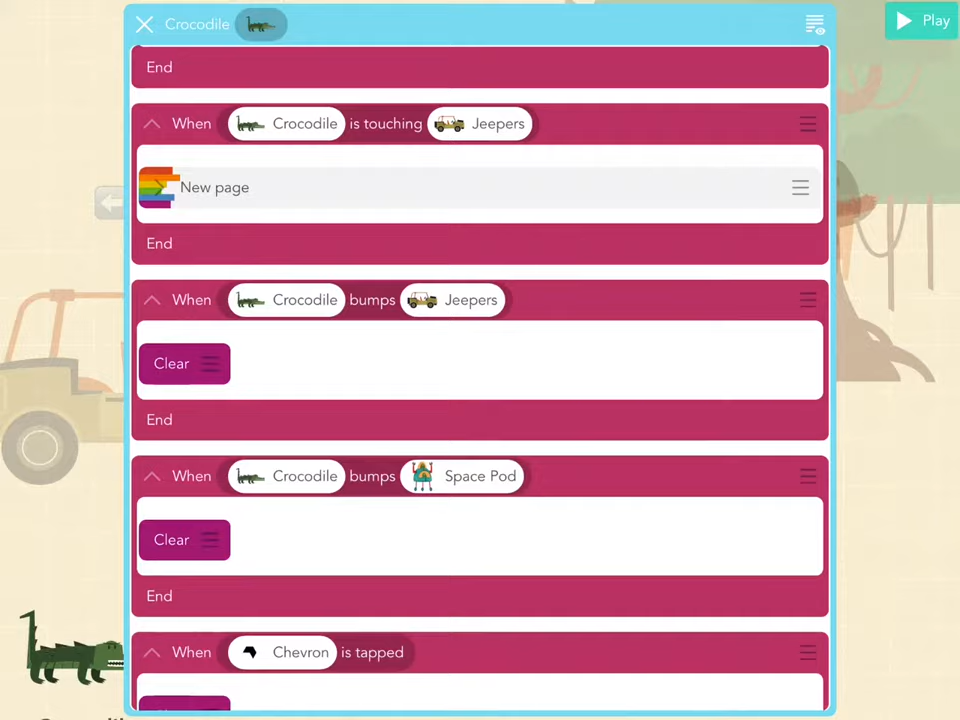 Crocodile
Play
End
When Crocodile is touching Jeepers
New page
End
When Crocodile bumps Jeepers
Clear
End
When Crocodile bumps Space Pod
Clear
End
When Chevron is tapped